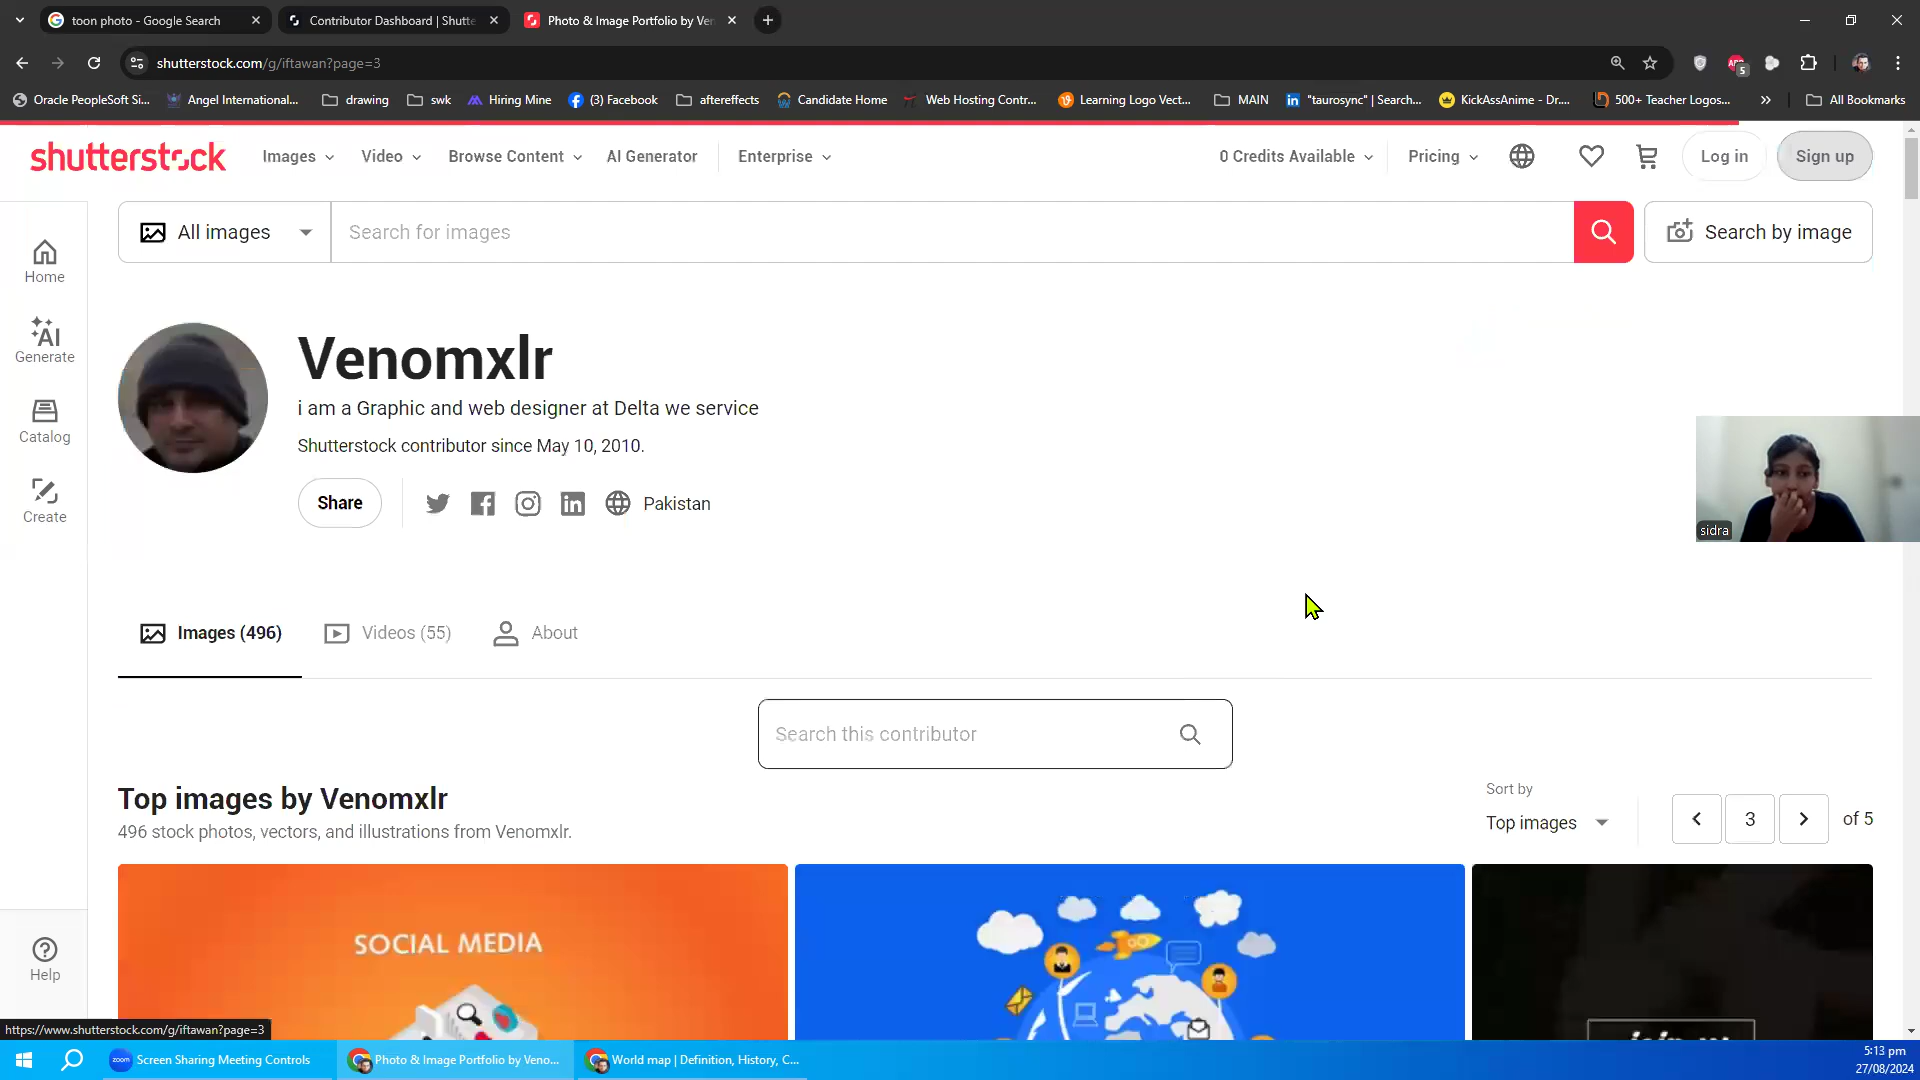 toon photo - Google Search
Contributor Dashboard | Shutte
Photo & Image Portfolio by Ven
shutterstock.com/g/iftawan?page=3
5
Oracle PeopleSoft Si...
Angel International...
drawing
swk
Hiring Mine
(3) Facebook
aftereffects
Candidate Home
Web Hosting Contr...
Learning Logo Vect...
MAIN
"taurosync" | Search...
KickAssAnime - Dr....
500+ Teacher Logos...
All Bookmarks
shutterstock
Images
Video
Browse Content
AI Generator
Enterprise
0 Credits Available
Pricing
Log in
Sign up
All images
Search for images
Search by image
Home
AI
Generate
Catalog
Create
Help
Venomxlr
i am a Graphic and web designer at Delta we service
Shutterstock contributor since May 10, 2010.
Share
Pakistan
sidra
Images (496)
Videos (55)
About
Search this contributor
Top images by Venomxlr
496 stock photos, vectors, and illustrations from Venomxlr.
Sort by
Top images
3
of 5
SOCIAL MEDIA
https://www.shutterstock.com/g/iftawan?page=3
zoom
Screen Sharing Meeting Controls
Photo & Image Portfolio by Veno...
World map | Definition, History, C...
5:13 pm
27/08/2024